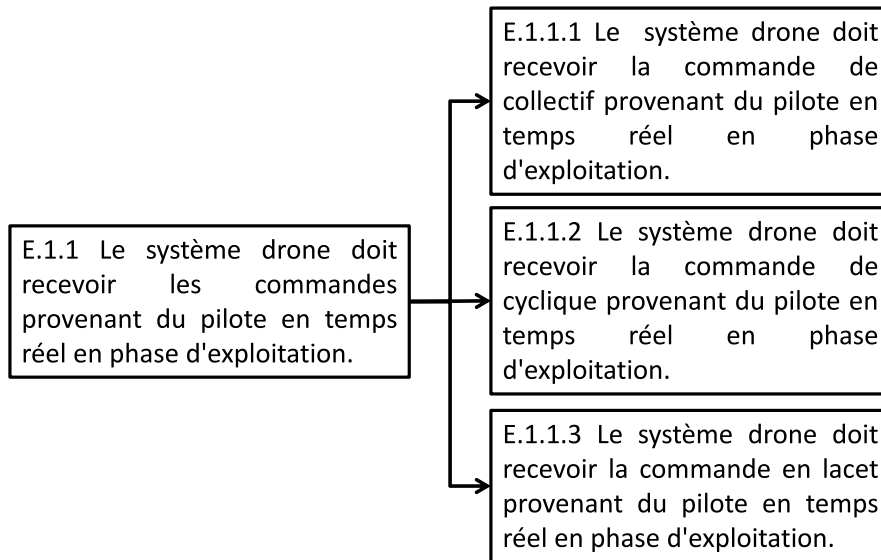 E.1.1 Le système drone doit
recevoir les commandes
provenant du pilote en temps
réel en phase d'exploitation.
E.1.1.1 Le système drone doit
recevoir la commande de
collectif provenant du pilote en
temps réel en phase
d'exploitation.
E.1.1.2 Le système drone doit
recevoir la commande de
cyclique provenant du pilote en
temps réel en phase
d'exploitation.
E.1.1.3 Le système drone doit
recevoir la commande en lacet
provenant du pilote en temps
réel en phase d'exploitation.